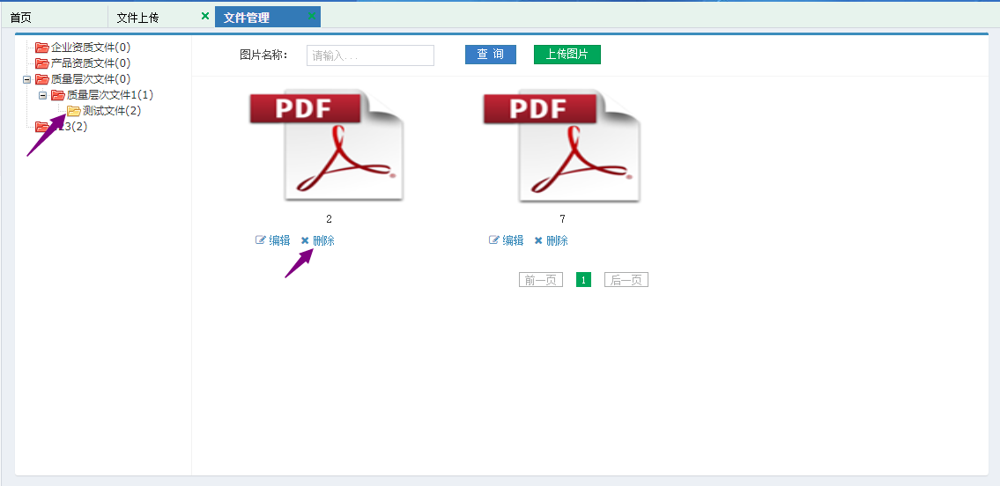 首页
文件上传
文件管理
企业资质文件(0)
产品资质文件(0)
质量层次文件(0)
质量层次文件1(1)
测试文件(2)
23(2)
图片名称：
请输入...
查 询
上传图片
PDF
PDF
2
7
编辑 删除
编辑 删除
前一页 1 后一页